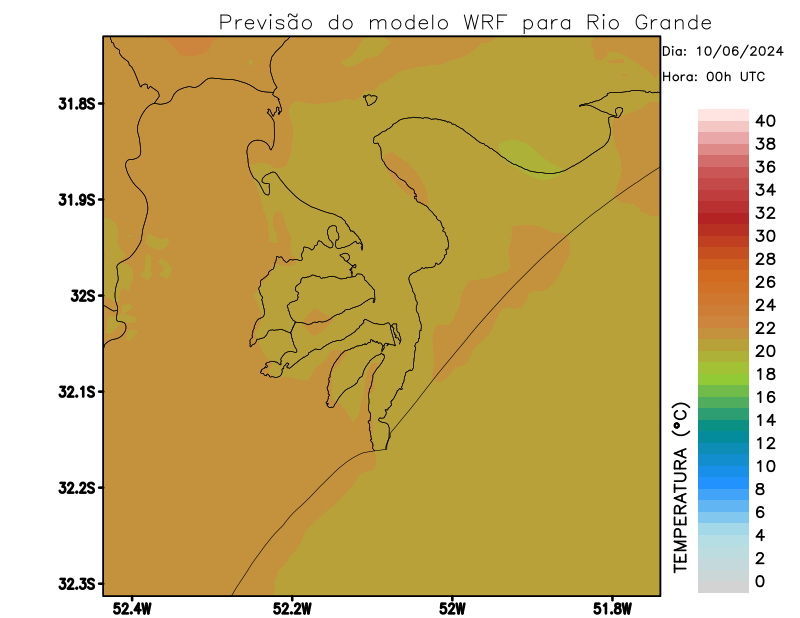 Previsão do modelo WRF para Rio Grande
Dia: 10/06/2024
Hora: 00h UTC
31.8S
31.9S
32S
32.1S
32.2S
32.3S
52.4W
52.2W
52W
51.8W
TEMPERATURA (°C)
40
38
36
34
32
30
28
26
24
22
20
18
16
14
12
10
8
6
4
2
0